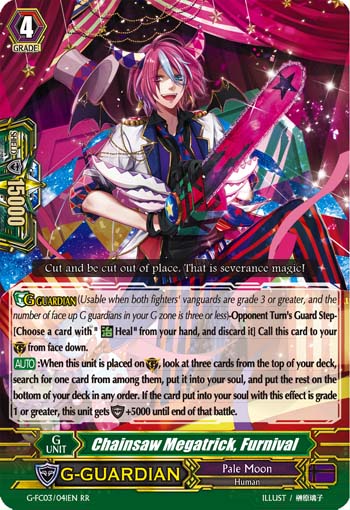 4
GRADE
15000
SHIELD
Cut and be cut out of place. That is severance magic!
G GUARDIAN (Usable when both fighters' vanguards are grade 3 or greater, and the
number of face up G guardians in your G zone is three or less)-Opponent Turn's Guard Step-
[Choose a card with " 治 Heal" from your hand, and discard it] Call this card to your
G from face down.
AUTO :When this unit is placed on G, look at three cards from the top of your deck,
search for one card from among them, put it into your soul, and put the rest on the
bottom of your deck in any order. If the card put into your soul with this effect is grade
1 or greater, this unit gets +5000 until end of that battle.
G
UNIT
Chainsaw Megatrick, Furnival
G-GUARDIAN
Pale Moon
Human
G-FC03/041EN RR
ILLUST / 榊原瑞子